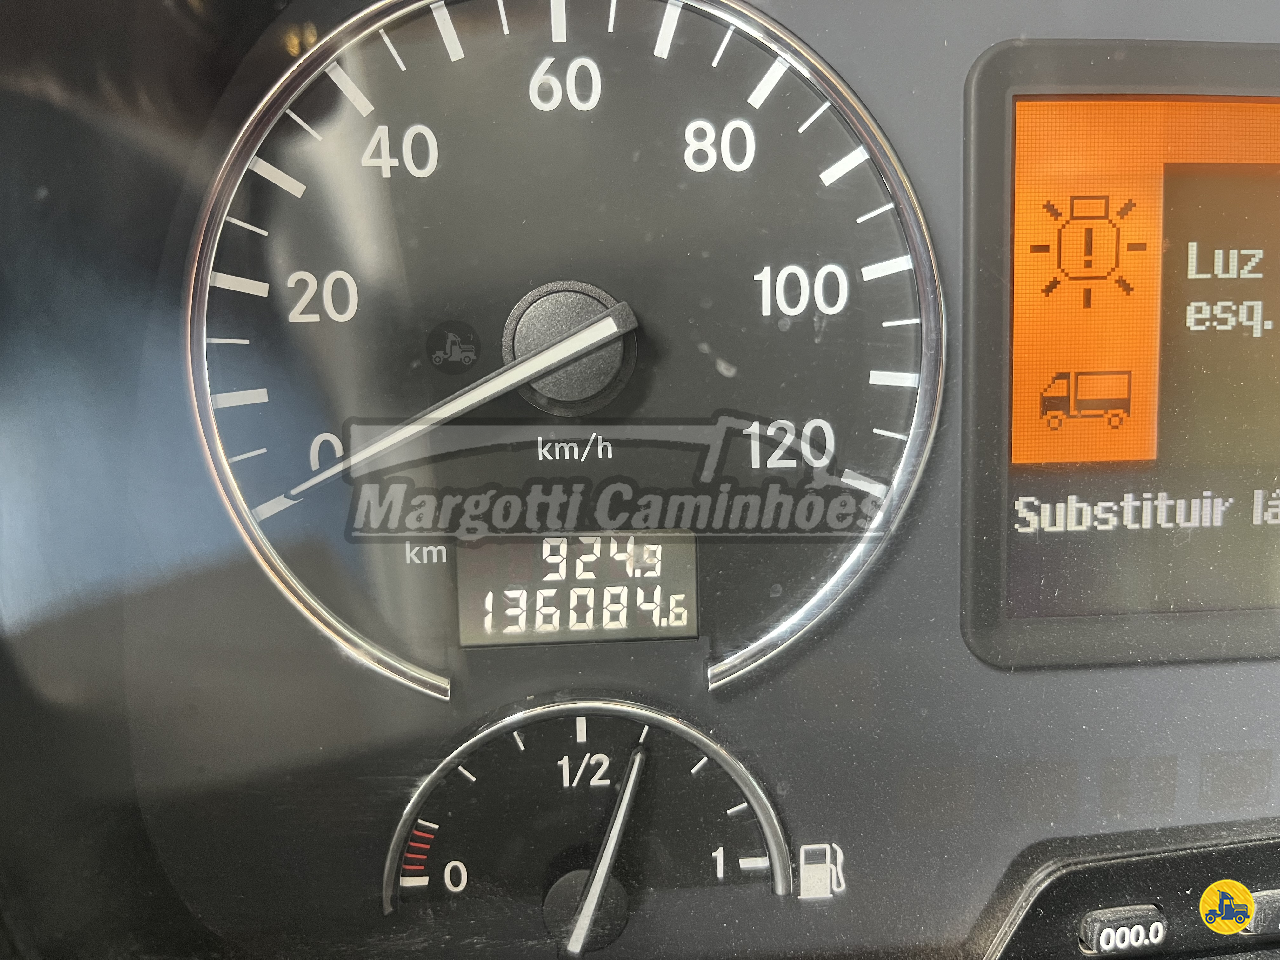 60
40
80
20
100
0
120
km/h
Luz
esq.
Margotti Caminhões
Substituir lâ
km
924.9
136084.6
1/2
0
1
000.0